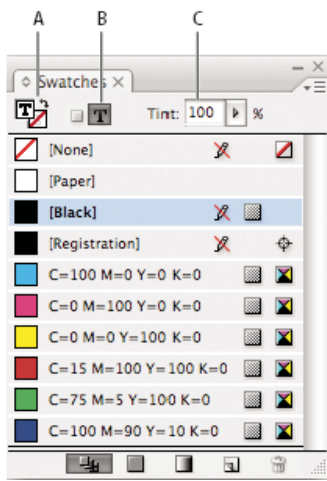 A B C
Swatches ×
T T Tint: 100 %
[None]
[Paper]
[Black]
[Registration]
C=100 M=0 Y=0 K=0
C=0 M=100 Y=0 K=0
C=0 M=0 Y=100 K=0
C=15 M=100 Y=100 K=0
C=75 M=5 Y=100 K=0
C=100 M=90 Y=10 K=0